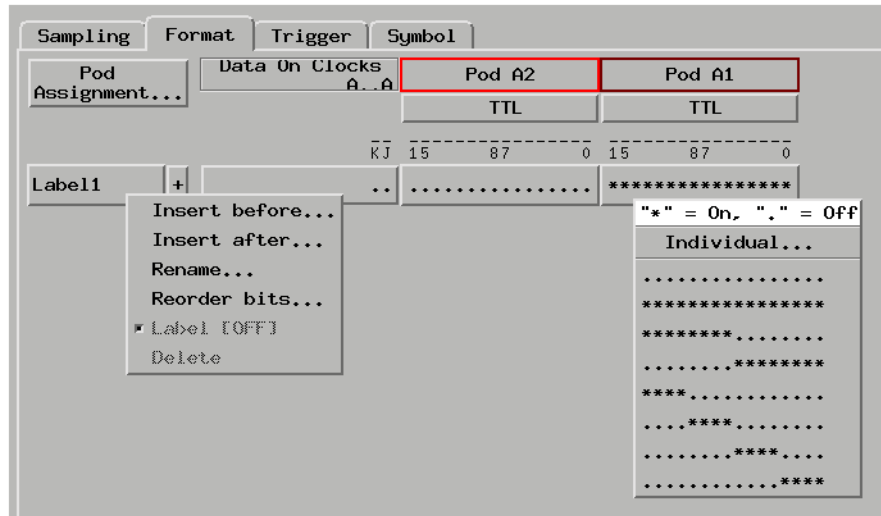 Sampling Format Trigger Symbol
Pod Assignment...
Data On Clocks
A..A
Pod A2
Pod A1
TTL
TTL
KJ 15 87 0 15 87 0
Label1 + .. ................ ****************
Insert before...
Insert after...
Rename...
Reorder bits...
Label [OFF]
Delete
"*" = On, "." = Off
Individual...
................
****************
********........
........********
****............
....****........
........****....
............****